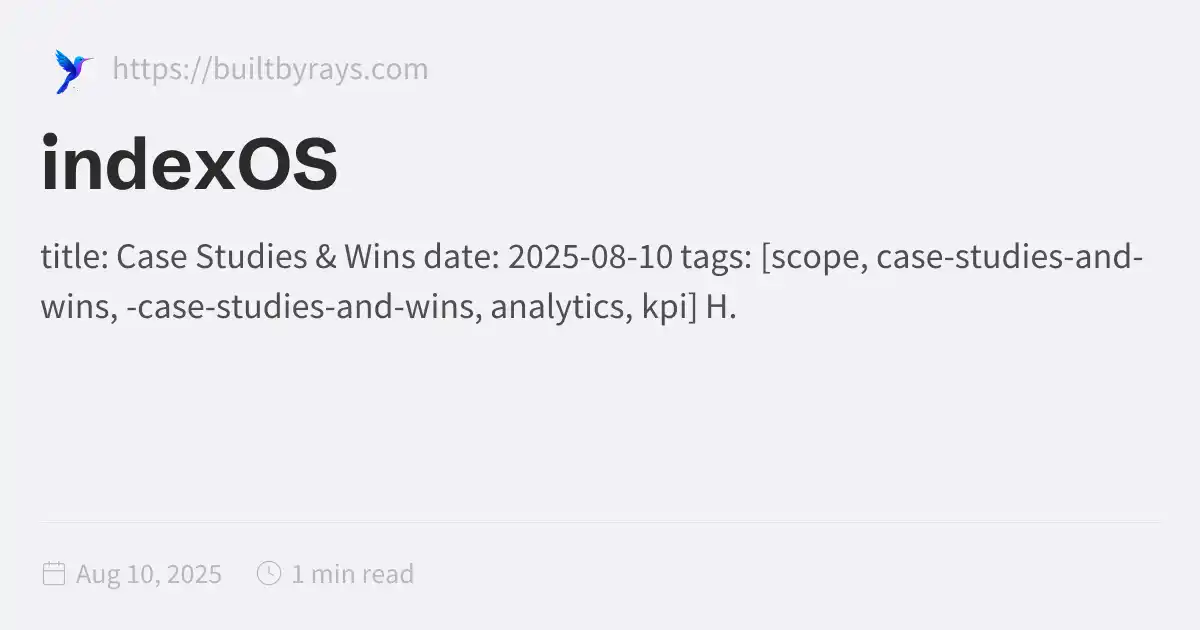 https://builtbyrays.com
indexOS
title: Case Studies & Wins date: 2025-08-10 tags: [scope, case-studies-and-
wins, -case-studies-and-wins, analytics, kpi] H.
Aug 10, 2025 1 min read